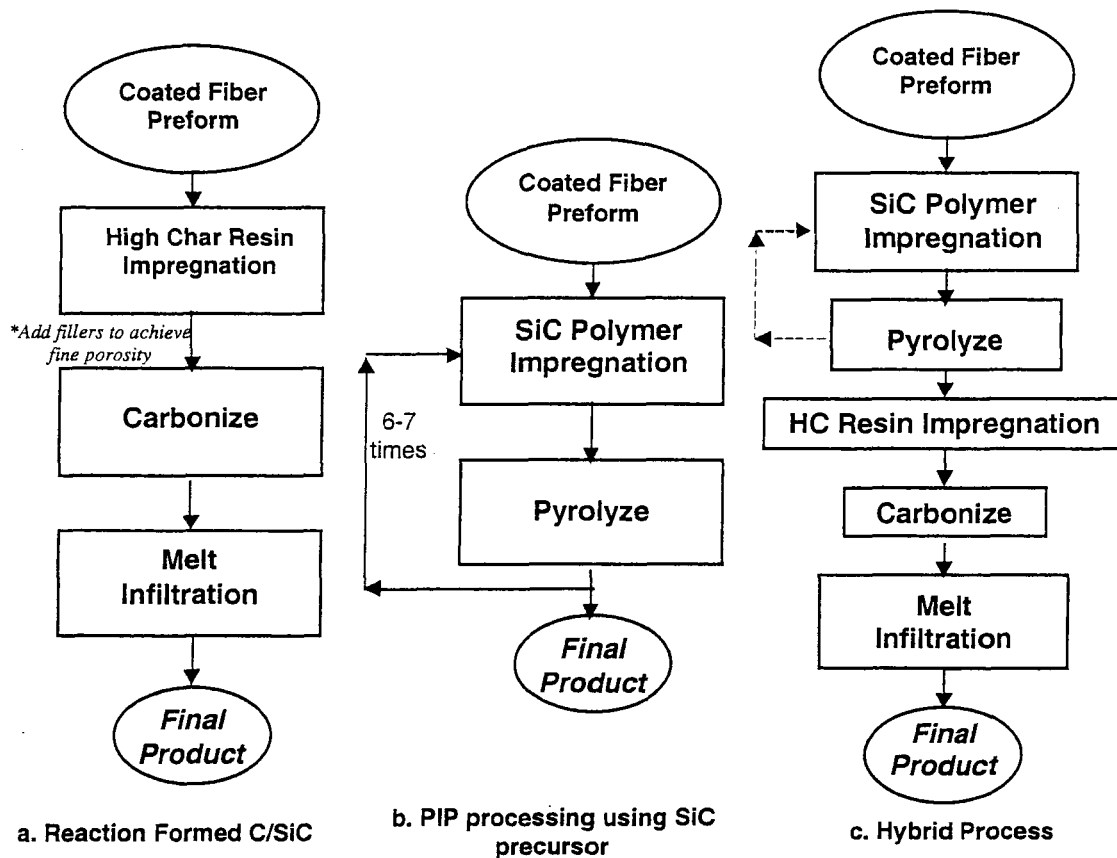 Coated Fiber
Preform
High Char Resin
Impregnation
*Add fillers to achieve
fine porosity
Carbonize
Melt
Infiltration
Final
Product
a. Reaction Formed C/SiC
Coated Fiber
Preform
SiC Polymer
Impregnation
6-7
times
Pyrolyze
Final
Product
b. PIP processing using SiC
precursor
Coated Fiber
Preform
SiC Polymer
Impregnation
Pyrolyze
HC Resin Impregnation
Carbonize
Melt
Infiltration
Final
Product
c. Hybrid Process